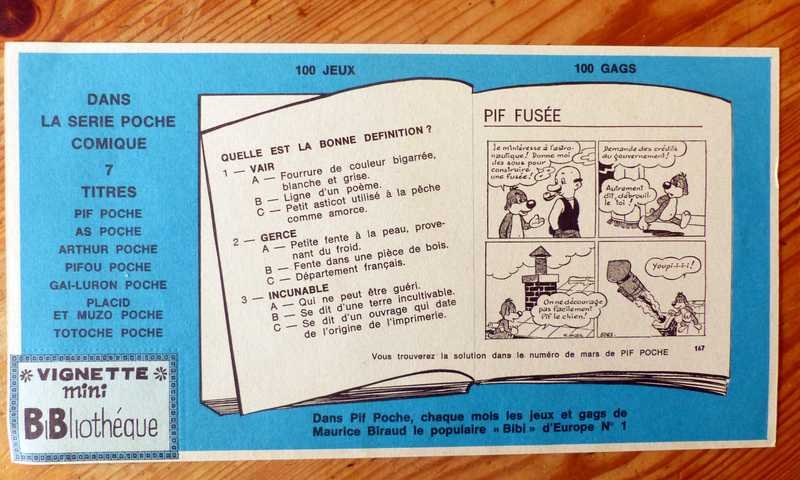 100 JEUX
100 GAGS
DANS
LA SERIE POCHE
COMIQUE
7
TITRES
PIF POCHE
AS POCHE
ARTHUR POCHE
PIFOU POCHE
GAI-LURON POCHE
PLACID
ET MUZO POCHE
TOTOCHE POCHE
VIGNETTE
mini
BiBliothéque
QUELLE EST LA BONNE DEFINITION ?
1 — VAIR
A — Fourrure de couleur bigarrée,
blanche et grise.
B — Ligne d'un poème.
C — Petit asticot utilisé à la pêche
comme amorce.
2 — GERCE
A — Petite fente à la peau, prove-
nant du froid.
B — Fente dans une pièce de bois.
C — Département français.
3 — INCUNABLE
A — Qui ne peut être guéri.
B — Se dit d'une terre incultivable.
C — Se dit d'un ouvrage qui date
de l'origine de l'imprimerie.
PIF FUSÉE
Je m'intéresse à l'astro-
nautique! Donne moi
des sous pour
construire
une fusée!
Demande des crédits
au gouvernement!
Autrement
dit, débrouil
le toi!
On ne décourage
pas facilement
Pif le chien!
Youpi-i-i-i!
Vous trouverez la solution dans le numéro de mars de PIF POCHE
167
Dans Pif Poche, chaque mois les jeux et gags de
Maurice Biraud le populaire « Bibi » d'Europe N° 1